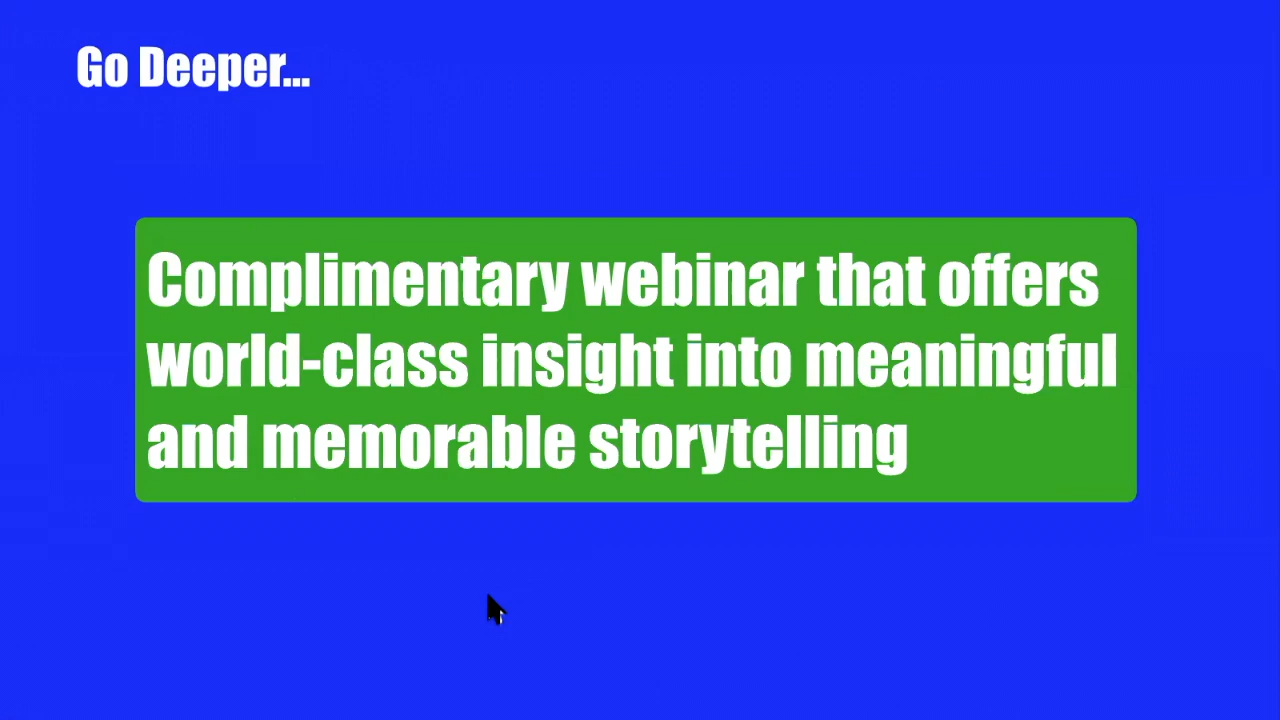 Go Deeper...
Complimentary webinar that offers
world-class insight into meaningful
and memorable storytelling